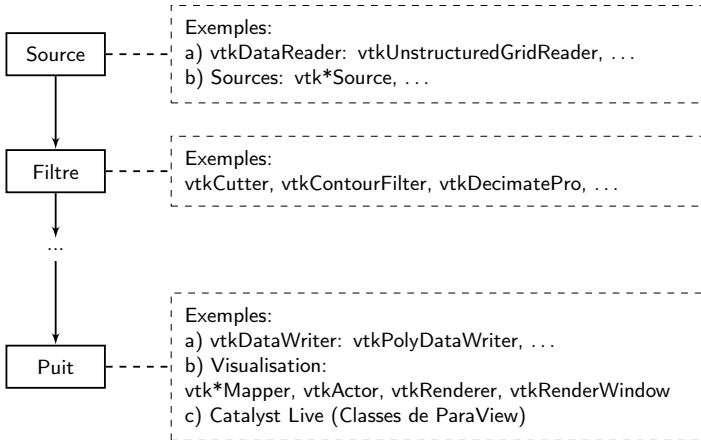 Source
Exemples:
a) vtkDataReader: vtkUnstructuredGridReader, ...
b) Sources: vtk*Source, ...
Filtre
Exemples:
vtkCutter, vtkContourFilter, vtkDecimatePro, ...
...
Puit
Exemples:
a) vtkDataWriter: vtkPolyDataWriter, ...
b) Visualisation:
vtk*Mapper, vtkActor, vtkRenderer, vtkRenderWindow
c) Catalyst Live (Classes de ParaView)